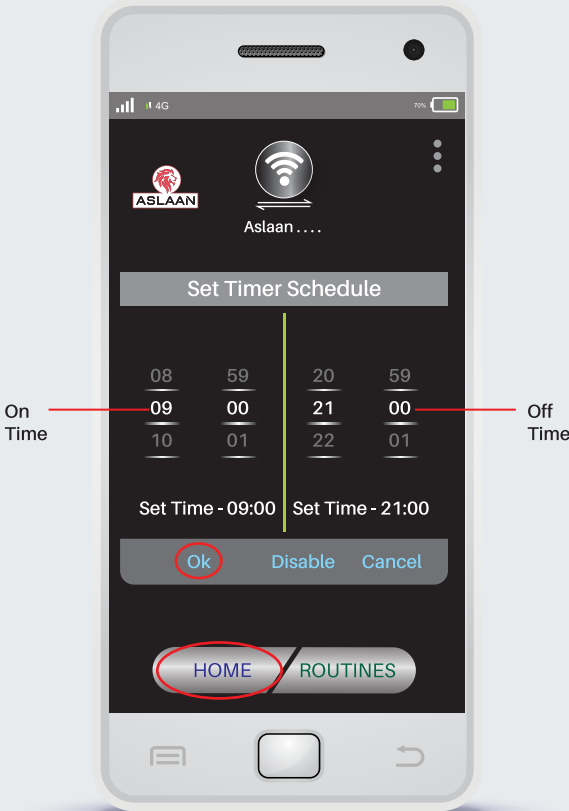 4G
70%
ASLAAN
Aslaan....
Set Timer Schedule
08 59 20 59
On Time
09 00 21 00
Off Time
10 01 22 01
Set Time - 09:00 Set Time - 21:00
Ok Disable Cancel
HOME ROUTINES